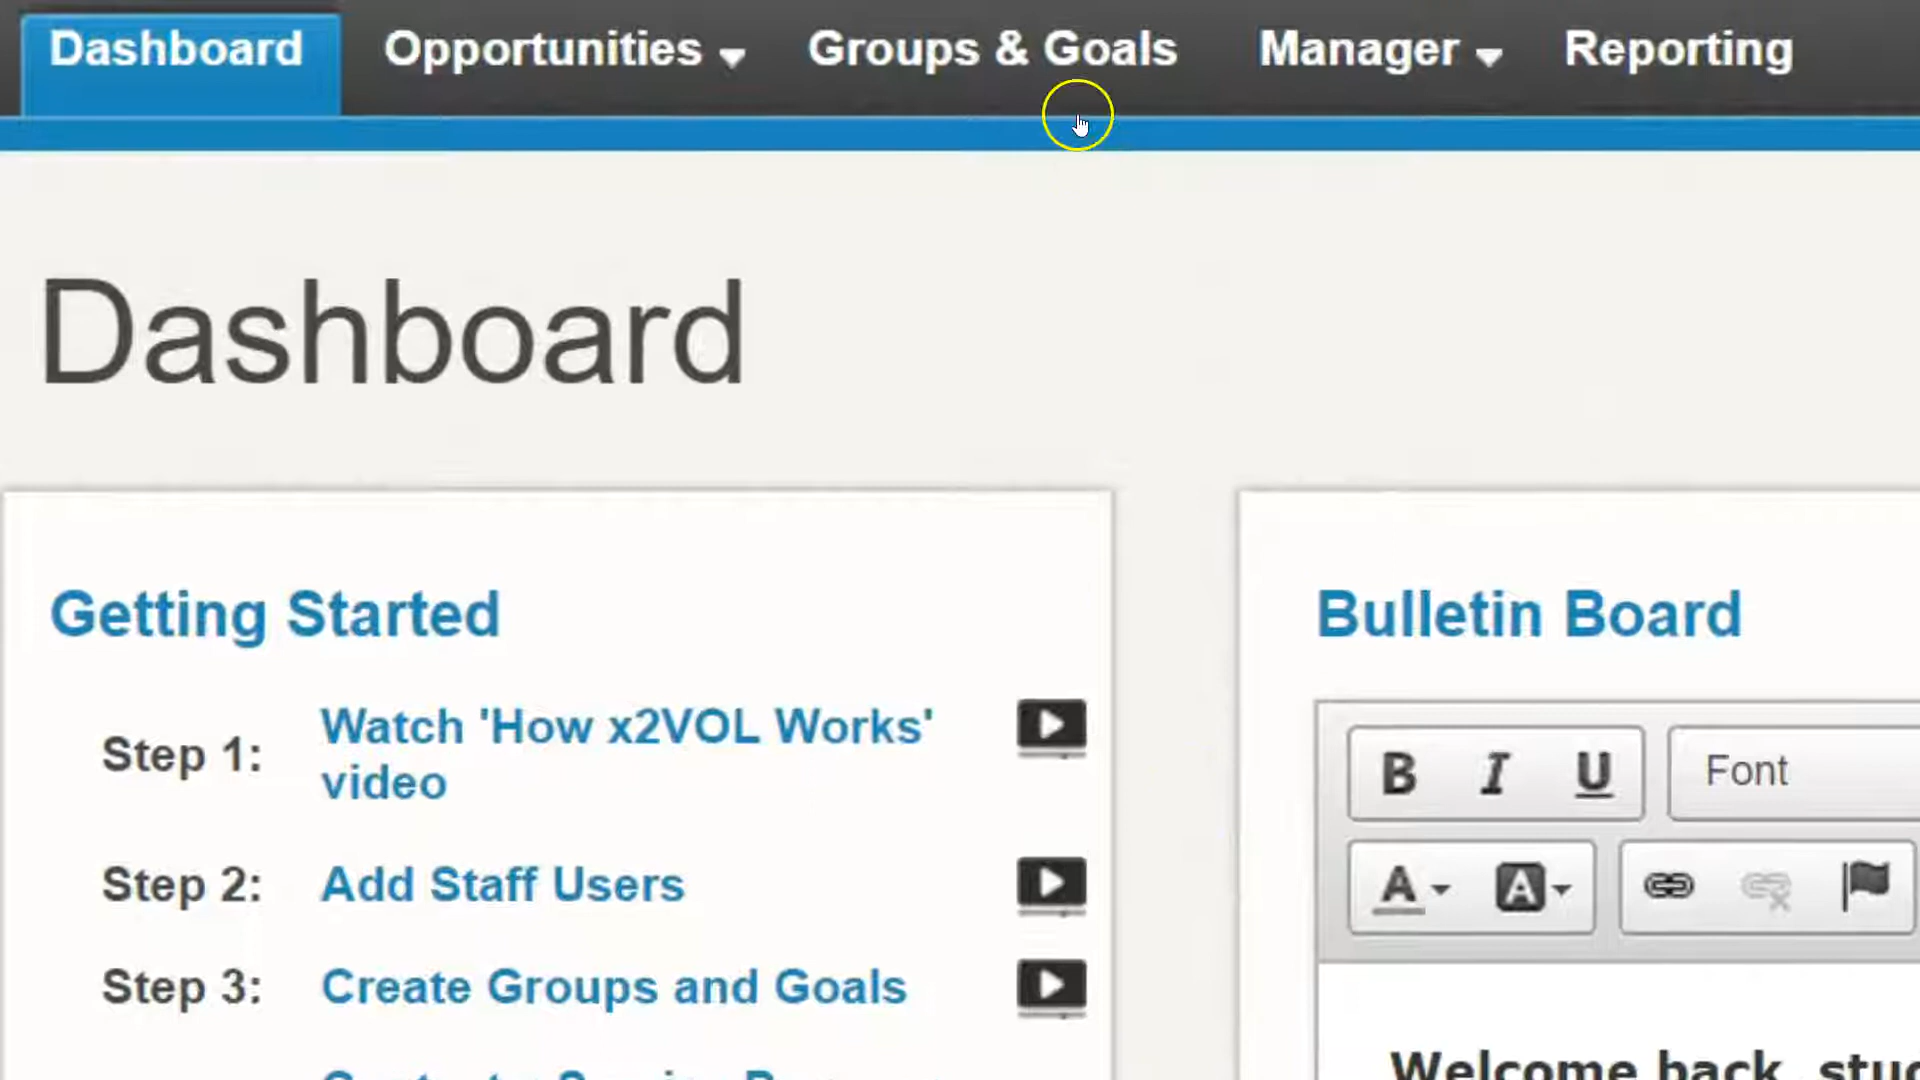 Dashboard Opportunities Groups & Goals Manager Reporting
Dashboard
Getting Started
Step 1: Watch 'How x2VOL Works'
video
Step 2: Add Staff Users
Step 3: Create Groups and Goals
Bulletin Board
B I U Font
A A
Welcome back